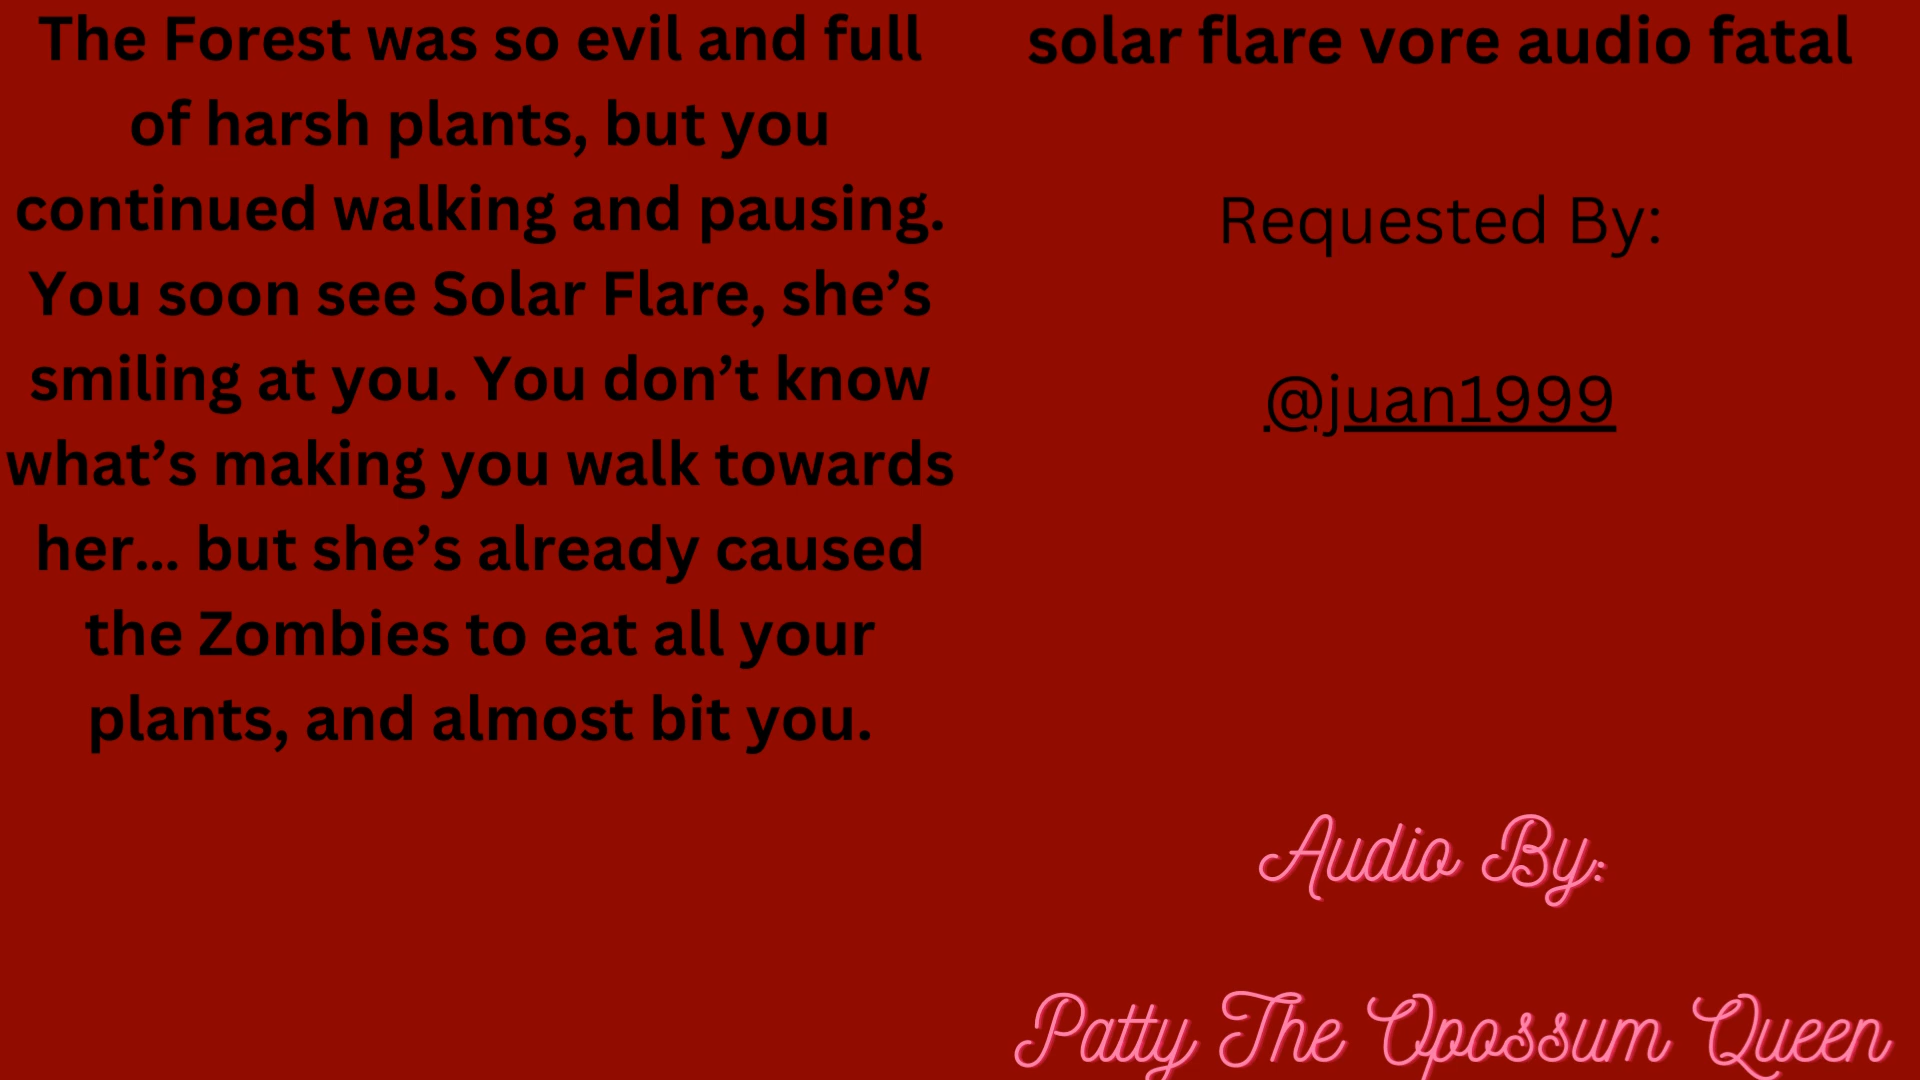 The Forest was so evil and full
of harsh plants, but you
continued walking and pausing.
You soon see Solar Flare, she’s
smiling at you. You don’t know
what’s making you walk towards
her... but she’s already caused
the Zombies to eat all your
plants, and almost bit you.
solar flare vore audio fatal
Requested By:
@juan1999
Audio By:
Patty The Opossum Queen